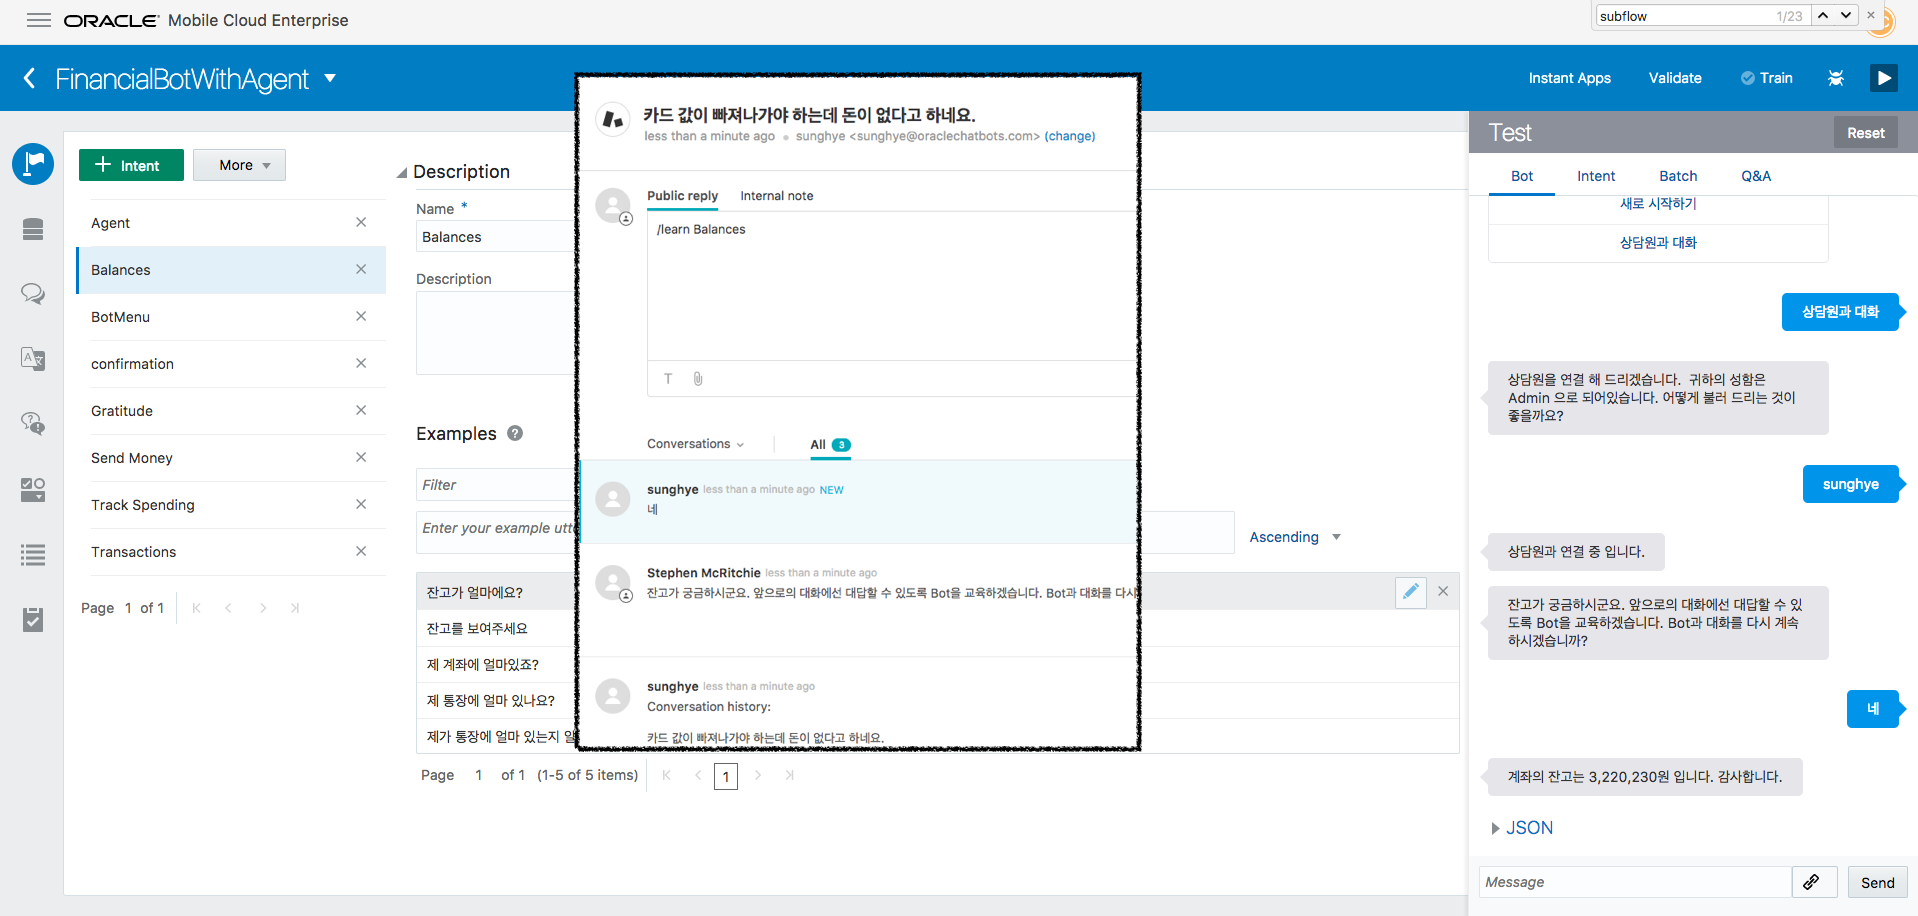 ORACLE Mobile Cloud Enterprise
subflow 1/23
FinancialBotWithAgent
Instant Apps
Validate
Train
Intent
More
Agent
Balances
BotMenu
confirmation
Gratitude
Send Money
Track Spending
Transactions
Page 1 of 1
Description
Name *
Balances
Description
Examples
Filter
Enter your example
Ascending
잔고가 얼마에요?
잔고를 보여주세요
제 계좌에 얼마있죠?
제 통장에 얼마 있나요?
제가 통장에 얼마 있는지
Page 1 of 1 (1-5 of 5 items)
1
카드 값이 빠져나가야 하는데 돈이 없다고 하네요.
less than a minute ago sunghye <sunghye@oraclechatbots.com> (change)
Public reply
Internal note
/learn Balances
T
Conversations
All 3
sunghye less than a minute ago NEW
네
Stephen McRitchie less than a minute ago
잔고가 궁금하시군요. 앞으로의 대화에선 대답할 수 있도록 Bot을 교육하겠습니다. Bot과 대화를 다시
sunghye less than a minute ago
Conversation history:
카드 값이 빠져나가야 하는데 돈이 없다고 하네요.
Test
Reset
Bot
Intent
Batch
Q&A
새로 시작하기
상담원과 대화
상담원과 대화
상담원을 연결 해 드리겠습니다. 귀하의 성함은
Admin 으로 되어있습니다. 어떻게 불러 드리는 것이
좋을까요?
sunghye
상담원과 연결 중 입니다.
잔고가 궁금하시군요. 앞으로의 대화에선 대답할 수 있
도록 Bot을 교육하겠습니다. Bot과 대화를 다시 계속
하시겠습니까?
네
계좌의 잔고는 3,220,230원 입니다. 감사합니다.
JSON
Message
Send